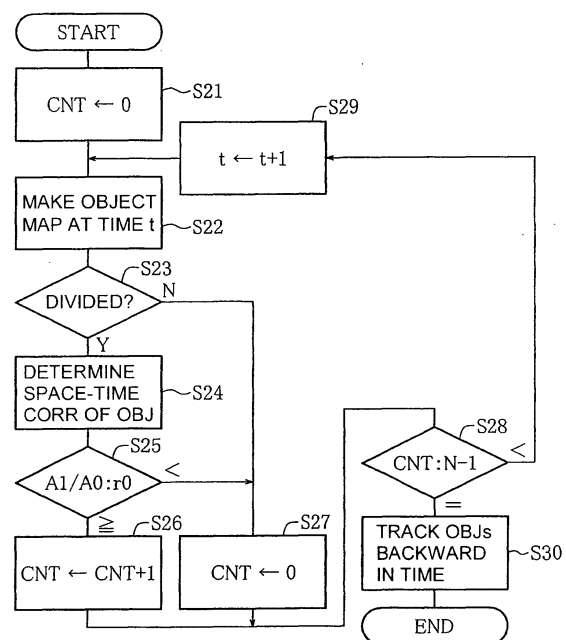 START
CNT ← 0
S21
S29
t ← t+1
MAKE OBJECT
MAP AT TIME t
S22
S23
DIVIDED?
N
Y
DETERMINE
SPACE-TIME
CORR OF OBJ
S24
S25
A1/A0:r0
<
≧
S26
CNT ← CNT+1
S27
CNT ← 0
S28
CNT:N-1
<
=
TRACK OBJs
BACKWARD
IN TIME
S30
END